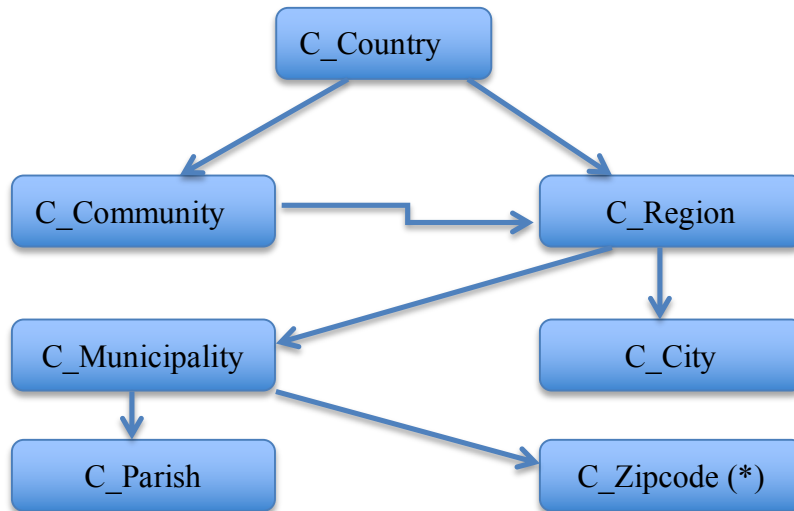 C_Country
C_Community
C_Region
C_Municipality
C_City
C_Parish
C_Zipcode (*)